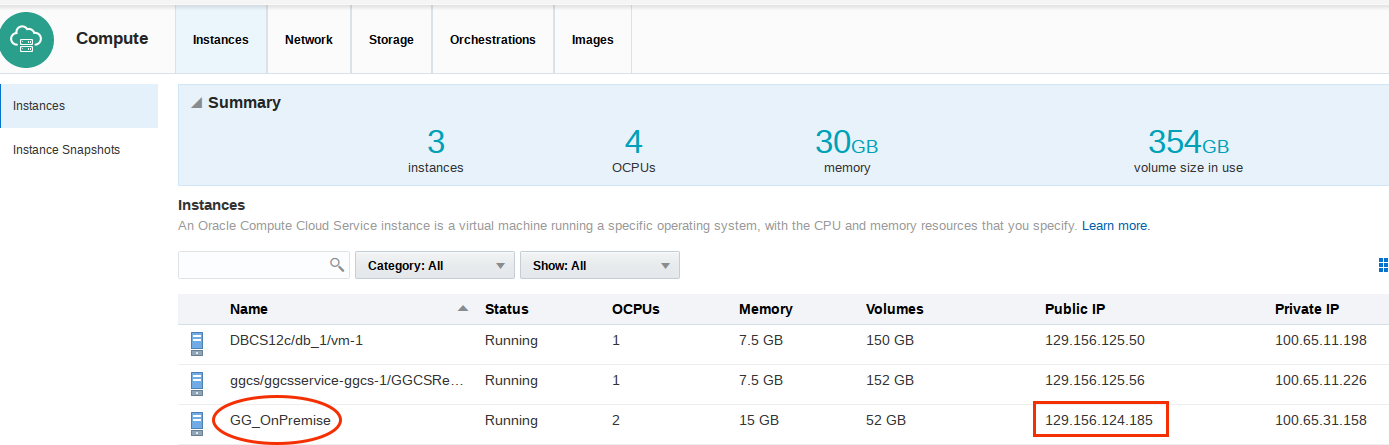 Compute
Instances Network Storage Orchestrations Images
Instances
Instance Snapshots
Summary
3 4 30GB 354GB
instances OCPUs memory volume size in use
Instances
An Oracle Compute Cloud Service instance is a virtual machine running a specific operating system, with the CPU and memory resources that you specify. Learn more.
Category: All Show: All
Name Status OCPUs Memory Volumes Public IP Private IP
DBCS12c/db_1/vm-1 Running 1 7.5 GB 150 GB 129.156.125.50 100.65.11.198
ggcs/ggcsservice-ggcs-1/GGCSRe… Running 1 7.5 GB 152 GB 129.156.125.56 100.65.11.226
GG_OnPremise Running 2 15 GB 52 GB 129.156.124.185 100.65.31.158